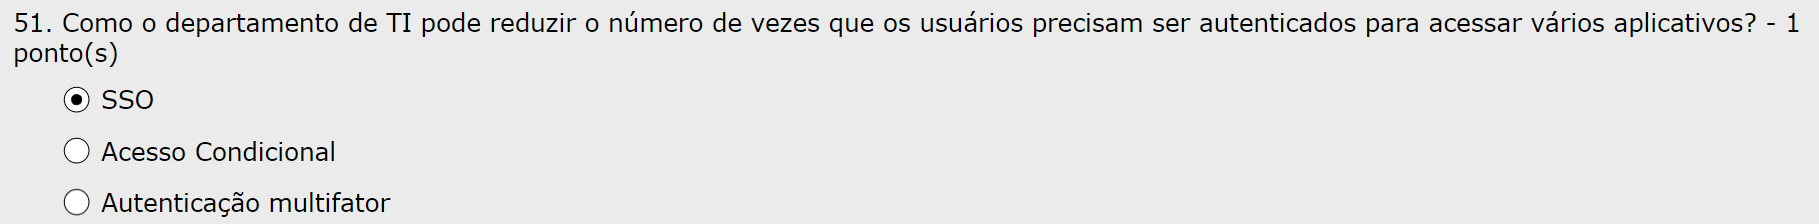 51. Como o departamento de TI pode reduzir o número de vezes que os usuários precisam ser autenticados para acessar vários aplicativos? - 1
ponto(s)
SSO
Acesso Condicional
Autenticação multifator